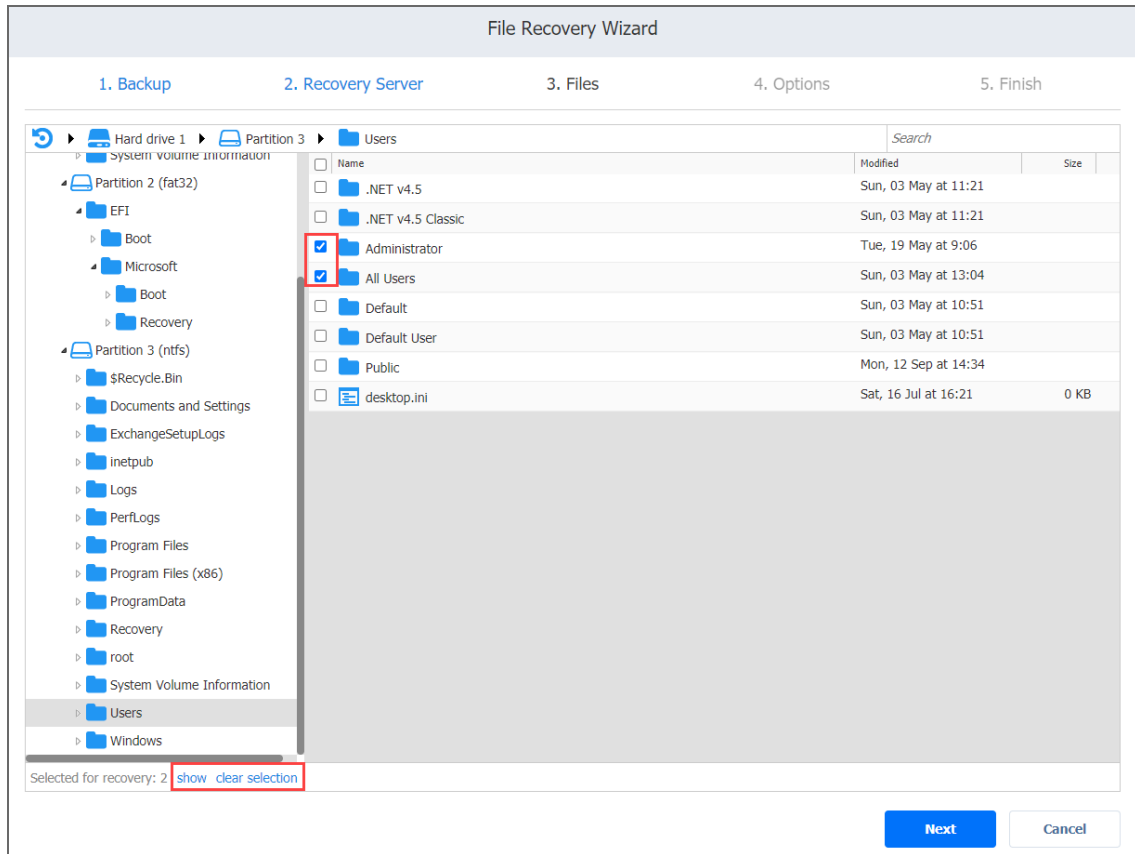 File Recovery Wizard
1. Backup 2. Recovery Server 3. Files 4. Options 5. Finish
Hard drive 1 Partition 3 Users Search
System Volume Information
Partition 2 (fat32)
EFI
Boot
Microsoft
Boot
Recovery
Partition 3 (ntfs)
$Recycle.Bin
Documents and Settings
ExchangeSetupLogs
inetpub
Logs
PerfLogs
Program Files
Program Files (x86)
ProgramData
Recovery
root
System Volume Information
Users
Windows
Name Modified Size
.NET v4.5 Sun, 03 May at 11:21
.NET v4.5 Classic Sun, 03 May at 11:21
Administrator Tue, 19 May at 9:06
All Users Sun, 03 May at 13:04
Default Sun, 03 May at 10:51
Default User Sun, 03 May at 10:51
Public Mon, 12 Sep at 14:34
desktop.ini Sat, 16 Jul at 16:21 0 KB
Selected for recovery: 2 show clear selection
Next Cancel